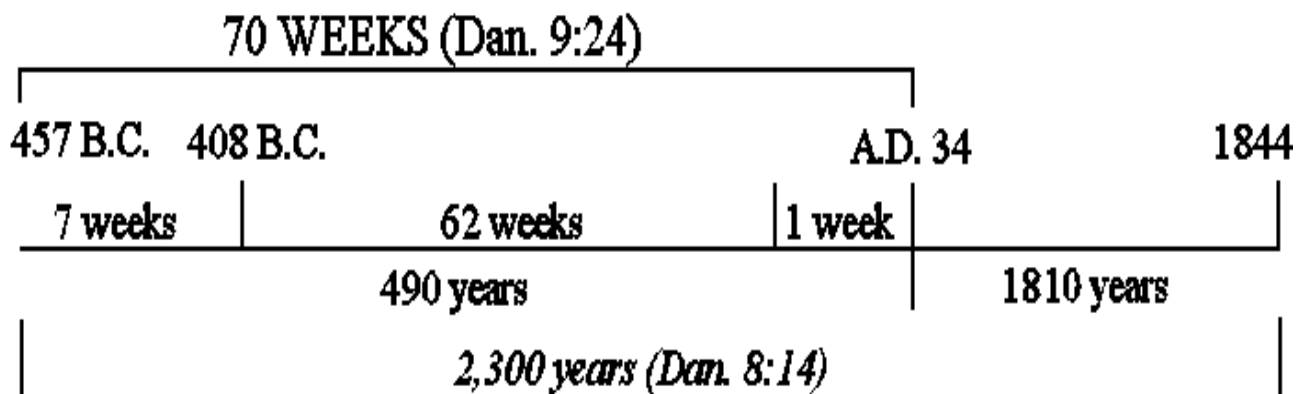 70 WEEKS (Dan. 9:24)
457 B.C. 408 B.C. A.D. 34 1844
7 weeks 62 weeks 1 week
490 years 1810 years
2,300 years (Dan. 8:14)